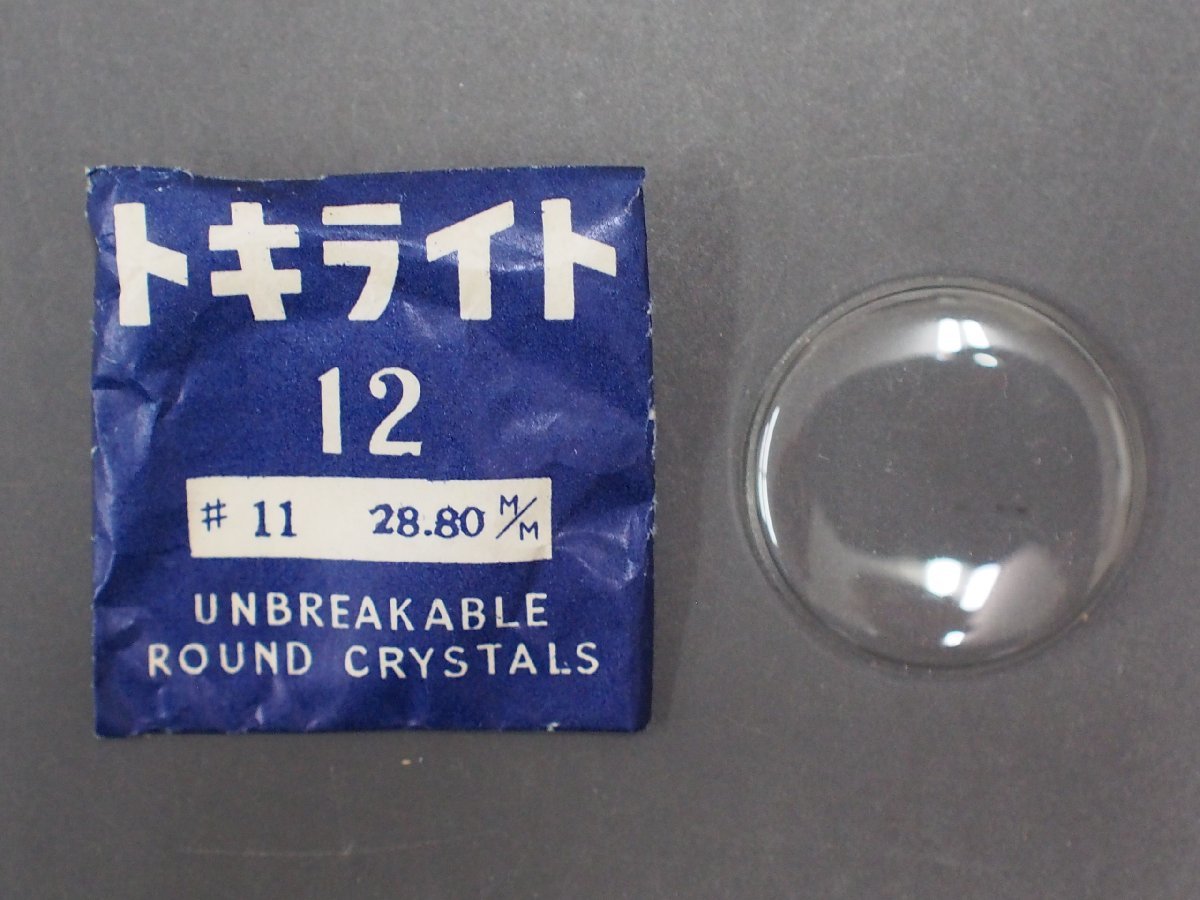 トキライト
12
# 11 28.80 M/M
UNBREAKABLE
ROUND CRYSTALS